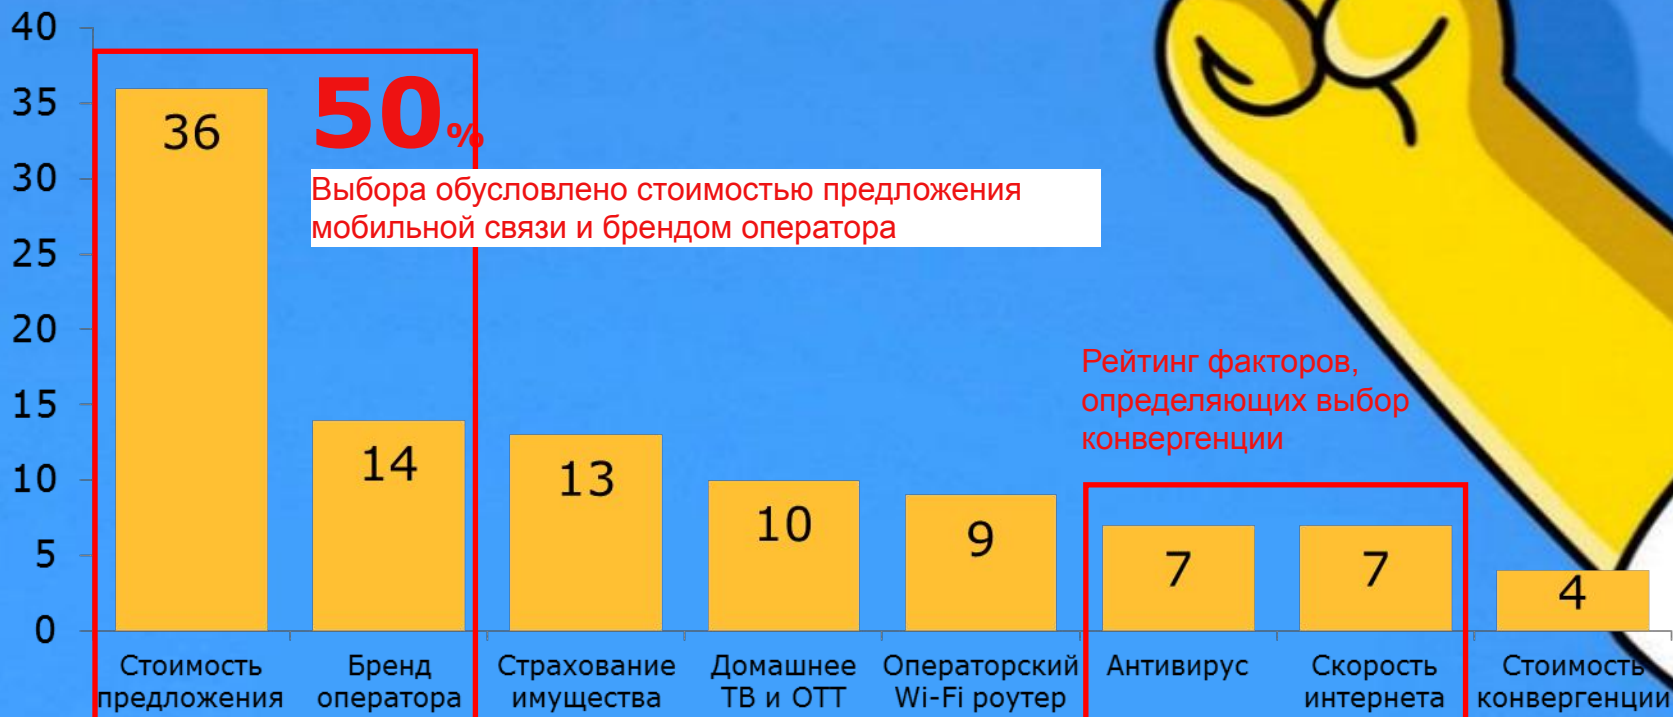 40
35
30
25
20
15
10
5
0
50%
Выбора обусловлено стоимостью предложения
мобильной связи и брендом оператора
Рейтинг факторов,
определяющих выбор
конвергенции
36
14
13
10
9
7
7
4
Стоимость
предложения
Бренд
оператора
Страхование
имущества
Домашнее
ТВ и ОТТ
Операторский
Wi-Fi роутер
Антивирус
Скорость
интернета
Стоимость
конвергенции